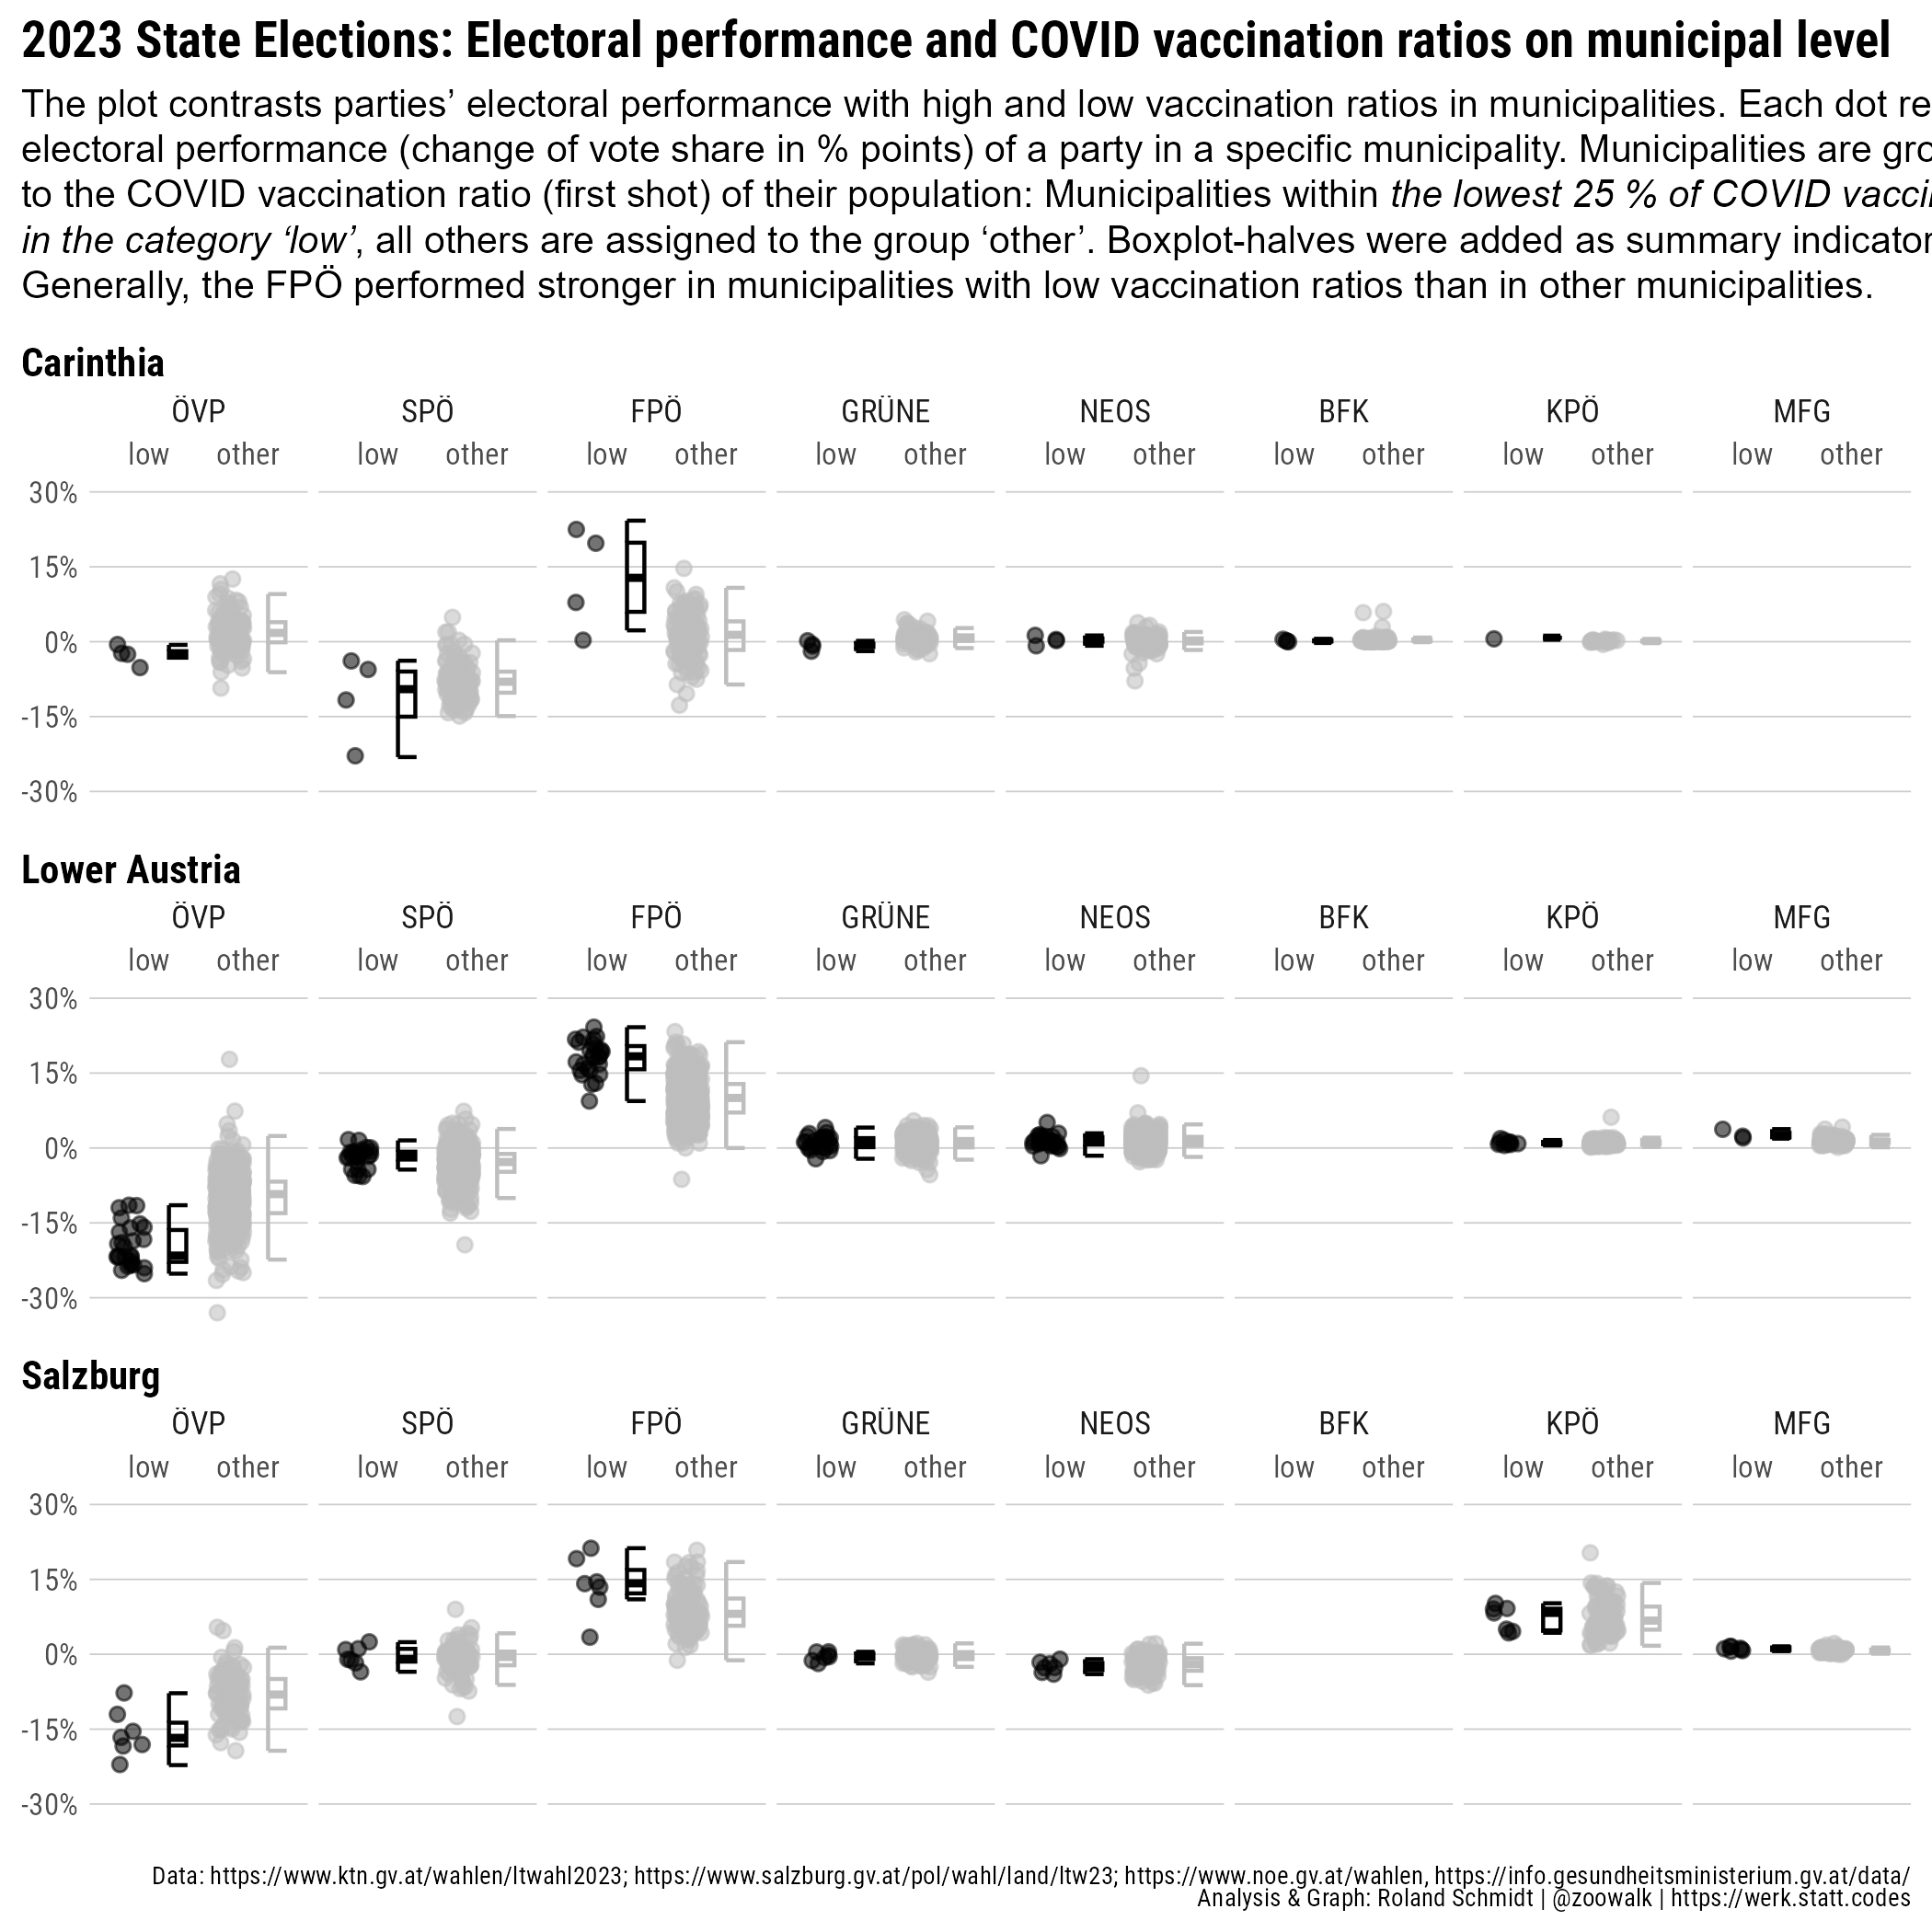 2023 State Elections: Electoral performance and COVID vaccination ratios on municipal level
The plot contrasts parties’ electoral performance with high and low vaccination ratios in municipalities. Each dot
electoral performance (change of vote share in % points) of a party in a specific municipality. Municipalities are
to the COVID vaccination ratio (first shot) of their population: Municipalities within the lowest 25 % of COVID
in the category ‘low’, all others are assigned to the group ‘other’. Boxplot-halves were added as summary
Generally, the FPÖ performed stronger in municipalities with low vaccination ratios than in other municipalities.
Carinthia
ÖVP SPÖ FPÖ GRÜNE NEOS BFK KPÖ MFG
low other low other low other low other low other low other low other low other
30%
15%
0%
-15%
-30%
Lower Austria
ÖVP SPÖ FPÖ GRÜNE NEOS BFK KPÖ MFG
low other low other low other low other low other low other low other low other
30%
15%
0%
-15%
-30%
Salzburg
ÖVP SPÖ FPÖ GRÜNE NEOS BFK KPÖ MFG
low other low other low other low other low other low other low other low other
30%
15%
0%
-15%
-30%
Data: https://www.ktn.gv.at/wahlen/ltwahl2023; https://www.salzburg.gv.at/pol/wahl/land/ltw23; https://www.noe.gv.at/wahlen, https://info.gesundheitsministerium.gv.at/data/
Analysis & Graph: Roland Schmidt | @zoowalk | https://werk.statt.codes